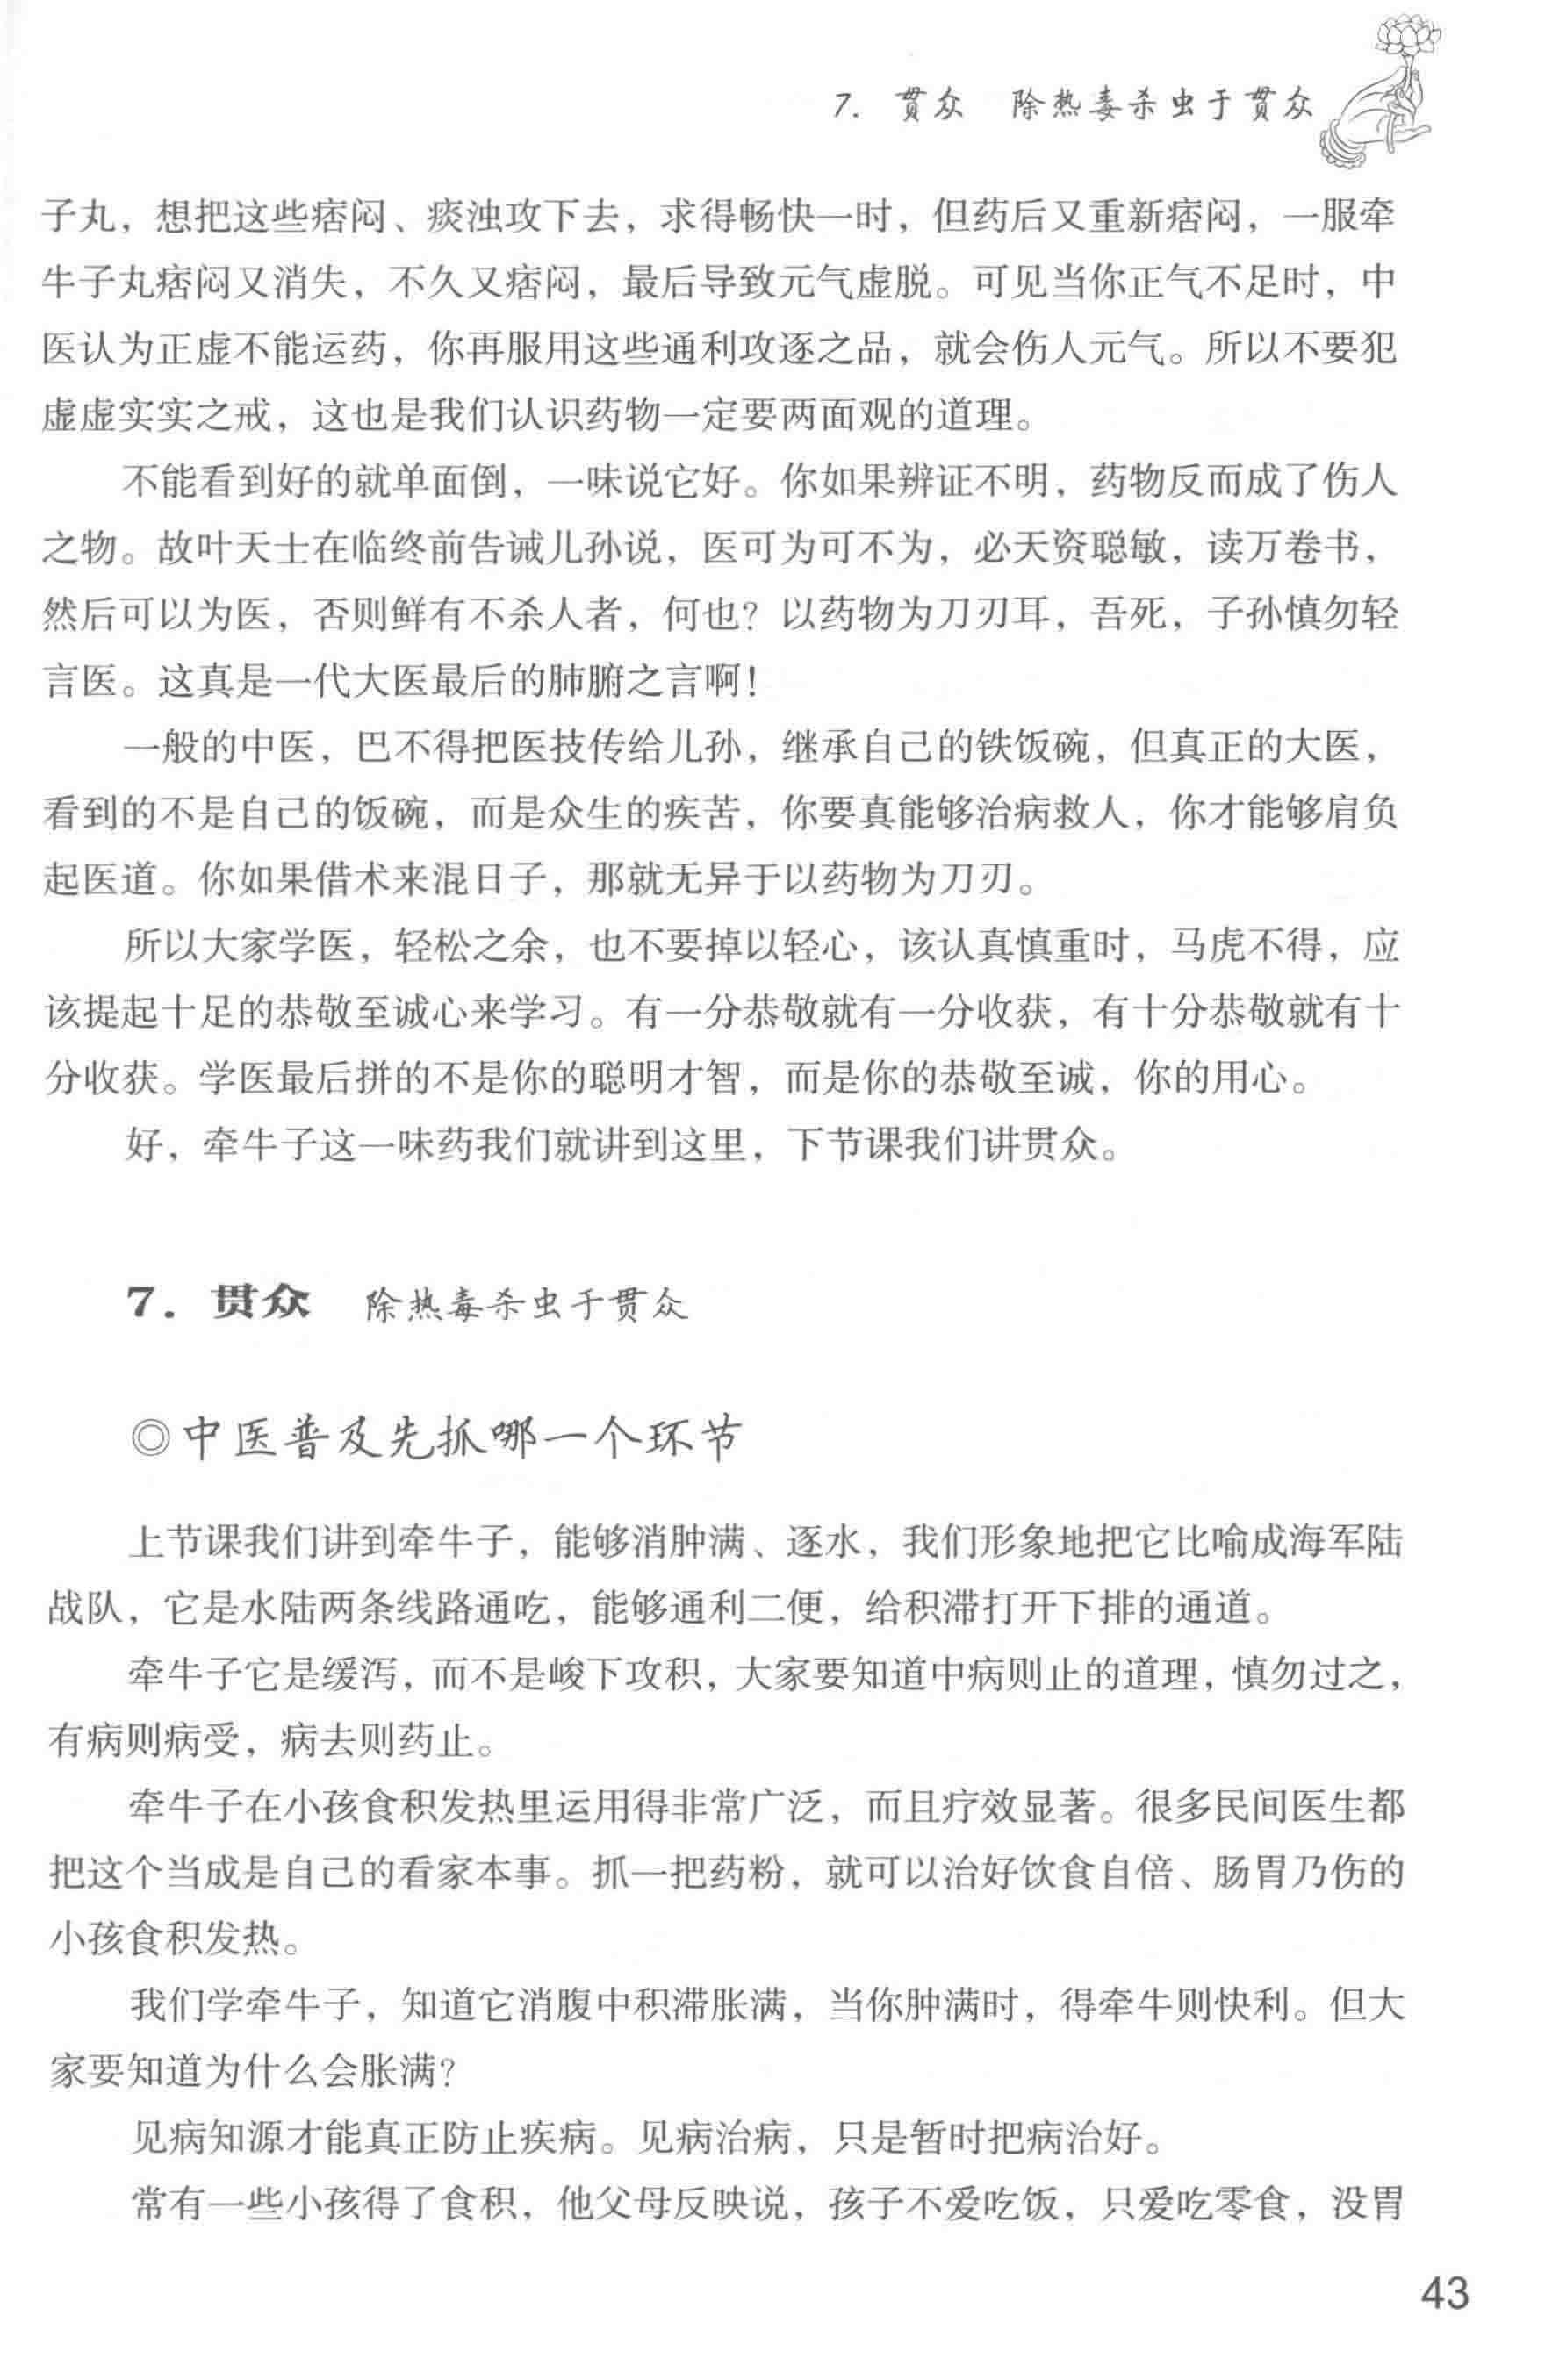 7. 贯众 除热毒杀虫于贯众
子丸，想把这些痞闷、痰浊攻下去，求得畅快一时，但药后又重新痞闷，一服牵
牛子丸痞闷又消失，不久又痞闷，最后导致元气虚脱。可见当你正气不足时，中
医认为正虚不能运药，你再服用这些通利攻逐之品，就会伤人元气。所以不要犯
虚虚实实之戒，这也是我们认识药物一定要两面观的道理。
不能看到好的就单面倒，一味说它好。你如果辨证不明，药物反而成了伤人
之物。故叶天士在临终前告诫儿孙说，医可为可不为，必天资聪敏，读万卷书，
然后可以为医，否则鲜有不杀人者，何也？以药物为刀刃耳，吾死，子孙慎勿轻
言医。这真是一代大医最后的肺腑之言啊！
一般的中医，巴不得把医技传给儿孙，继承自己的铁饭碗，但真正的大医，
看到的不是自己的饭碗，而是众生的疾苦，你要真能够治病救人，你才能够肩负
起医道。你如果借术来混日子，那就无异于以药物为刀刃。
所以大家学医，轻松之余，也不要掉以轻心，该认真慎重时，马虎不得，应
该提起十足的恭敬至诚心来学习。有一分恭敬就有一分收获，有十分恭敬就有十
分收获。学医最后拼的不是你的聪明才智，而是你的恭敬至诚，你的用心。
好，牵牛子这一味药我们就讲到这里，下节课我们讲贯众。
7. 贯众 除热毒杀虫于贯众
◎中医普及先抓哪一个环节
上节课我们讲到牵牛子，能够消肿满、逐水，我们形象地把它比喻成海军陆
战队，它是水陆两条线路通吃，能够通利二便，给积滞打开下排的通道。
牵牛子它是缓泻，而不是峻下攻积，大家要知道中病则止的道理，慎勿过之，
有病则病受，病去则药止。
牵牛子在小孩食积发热里运用得非常广泛，而且疗效显著。很多民间医生都
把这个当成是自己的看家本事。抓一把药粉，就可以治好饮食自倍、肠胃乃伤的
小孩食积发热。
我们学牵牛子，知道它消腹中积滞胀满，当你肿满时，得牵牛则快利。但大
家要知道为什么会胀满？
见病知源才能真正防止疾病。见病治病，只是暂时把病治好。
常有一些小孩得了食积，他父母反映说，孩子不爱吃饭，只爱吃零食，没胃
43